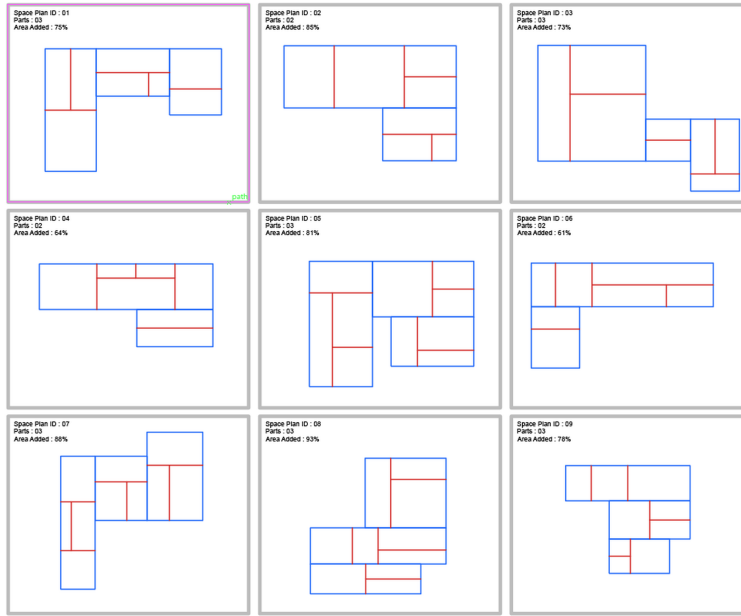 Space Plan ID : 01
Parts : 03
Area Added : 75%
_path
Space Plan ID : 02
Parts : 02
Area Added : 85%
Space Plan ID : 03
Parts : 03
Area Added : 73%
Space Plan ID : 04
Parts : 02
Area Added : 64%
Space Plan ID : 05
Parts : 03
Area Added : 81%
Space Plan ID : 06
Parts : 02
Area Added : 61%
Space Plan ID : 07
Parts : 03
Area Added : 88%
Space Plan ID : 08
Parts : 03
Area Added : 93%
Space Plan ID : 09
Parts : 03
Area Added : 78%